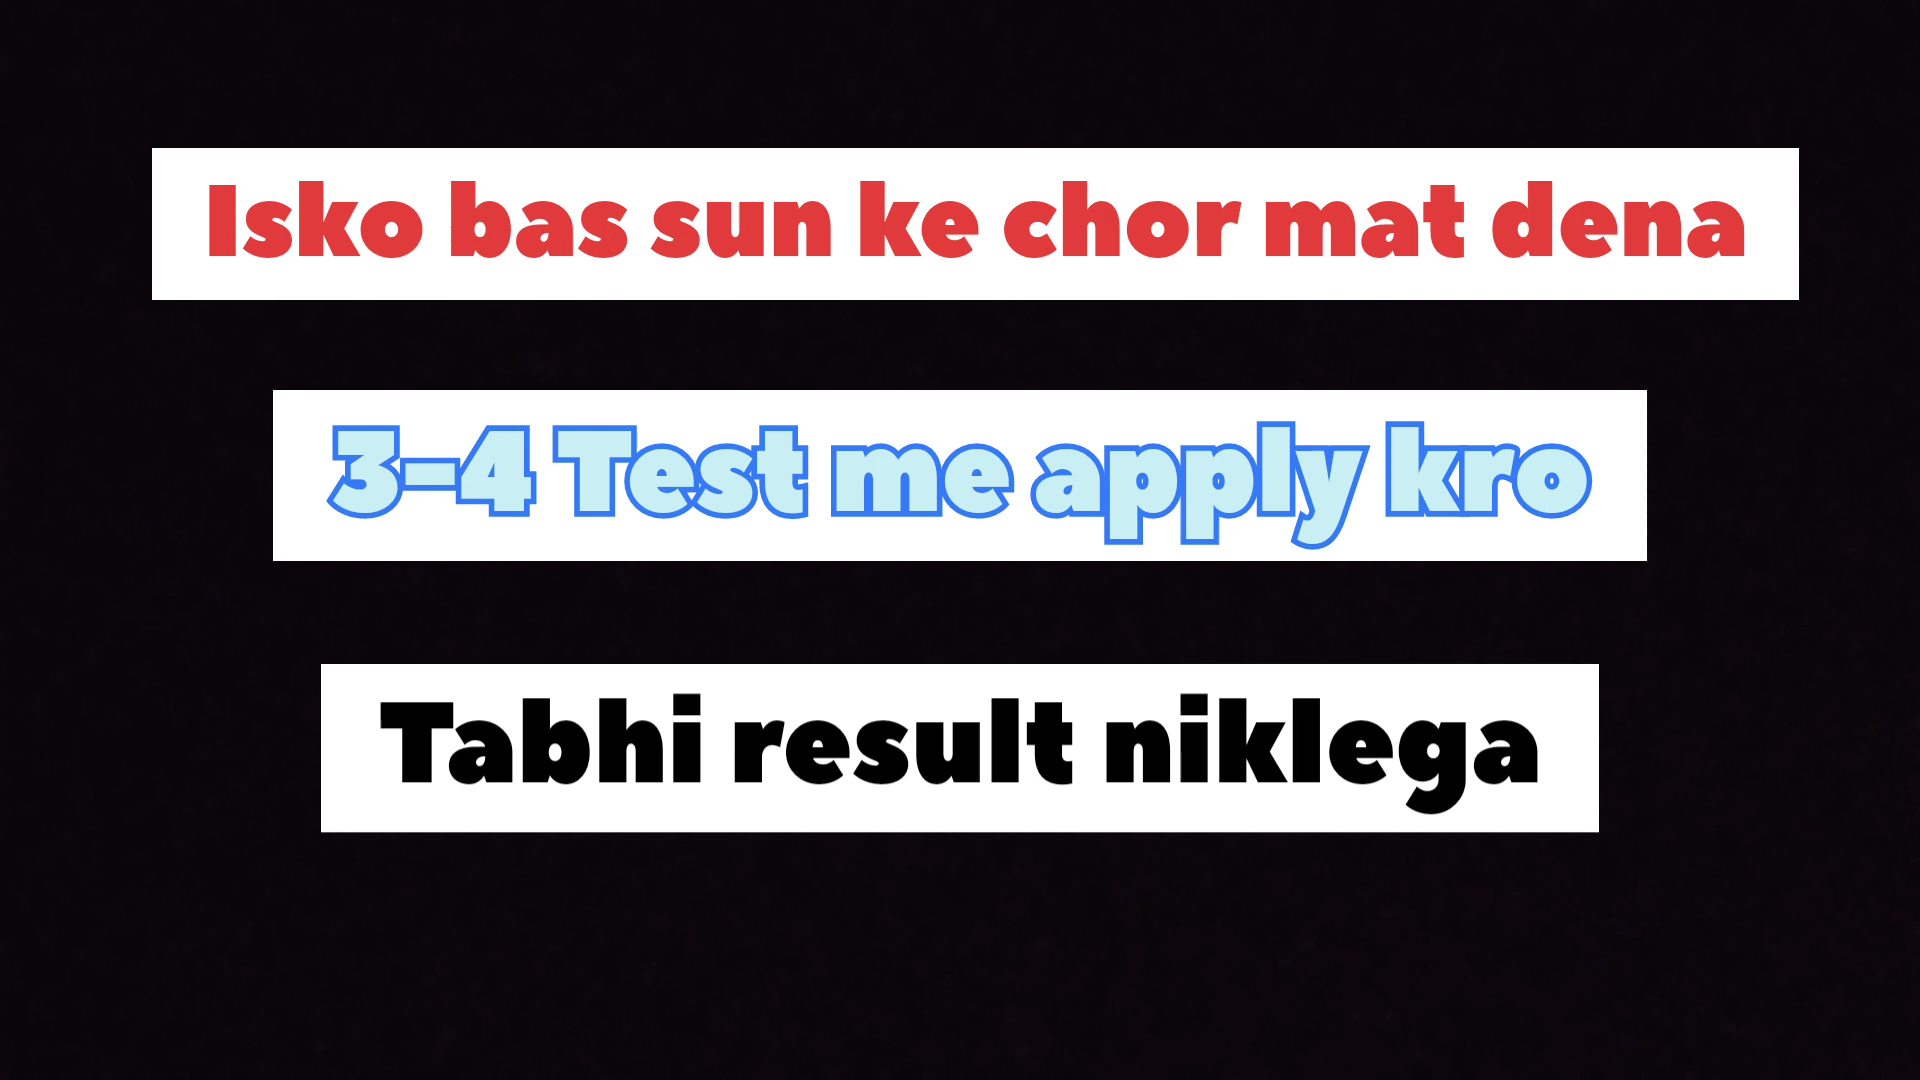 Isko bas sun ke chor mat dena
3-4 Test me apply kro
Tabhi result niklega